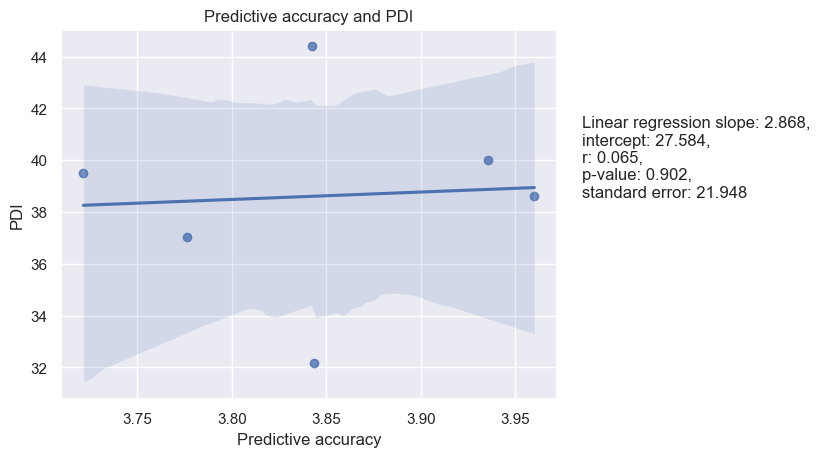 Predictive accuracy and PDI
44
42
40
38
36
34
32
PDI
3.75 3.80 3.85 3.90 3.95
Predictive accuracy
Linear regression slope: 2.868,
intercept: 27.584,
r: 0.065,
p-value: 0.902,
standard error: 21.948